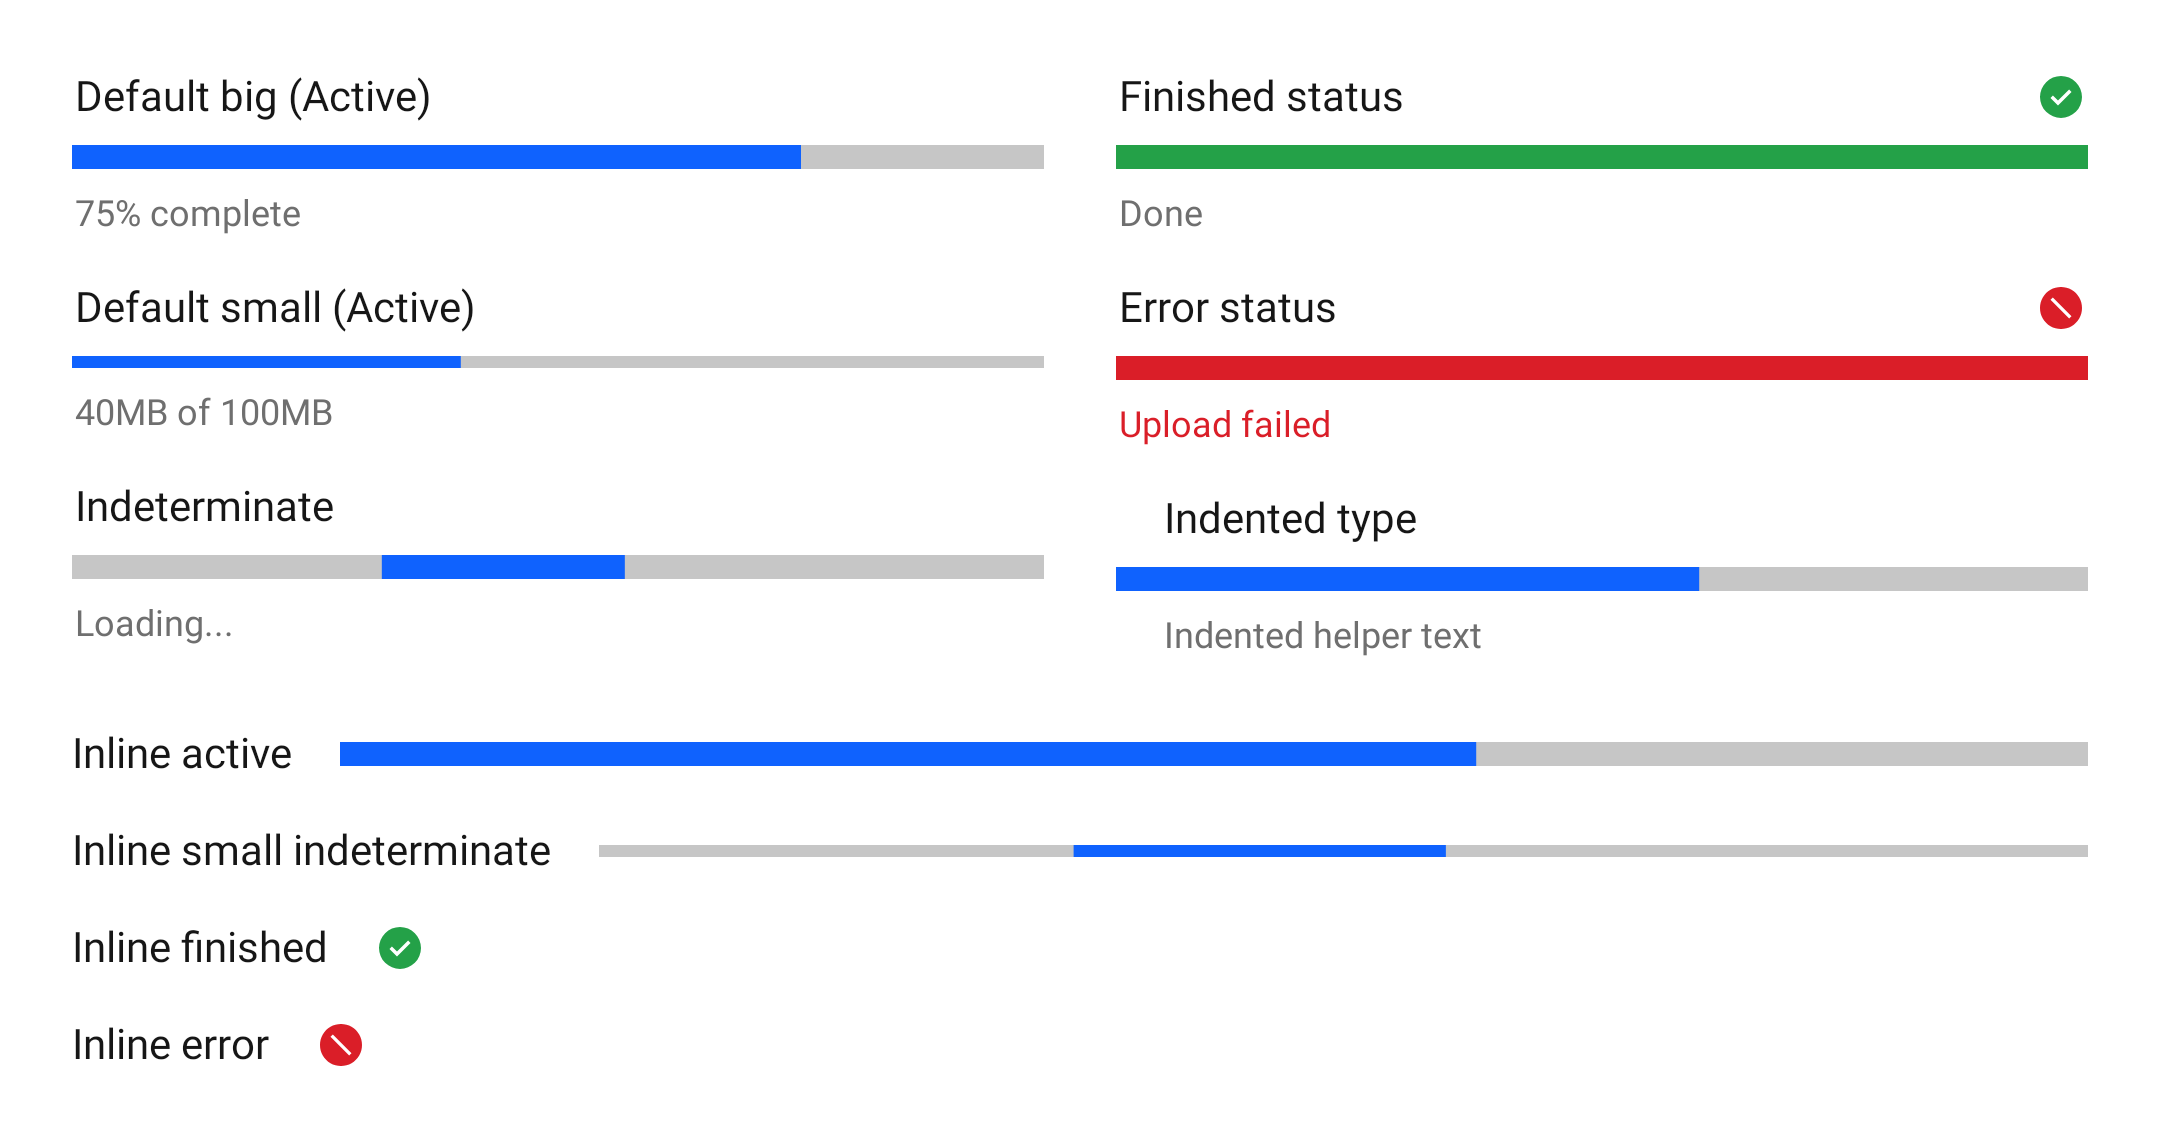 Default big (Active)
75% complete
Default small (Active)
40MB of 100MB
Indeterminate
Loading...
Finished status
Done
Error status
Upload failed
Indented type
Indented helper text
Inline active
Inline small indeterminate
Inline finished
Inline error